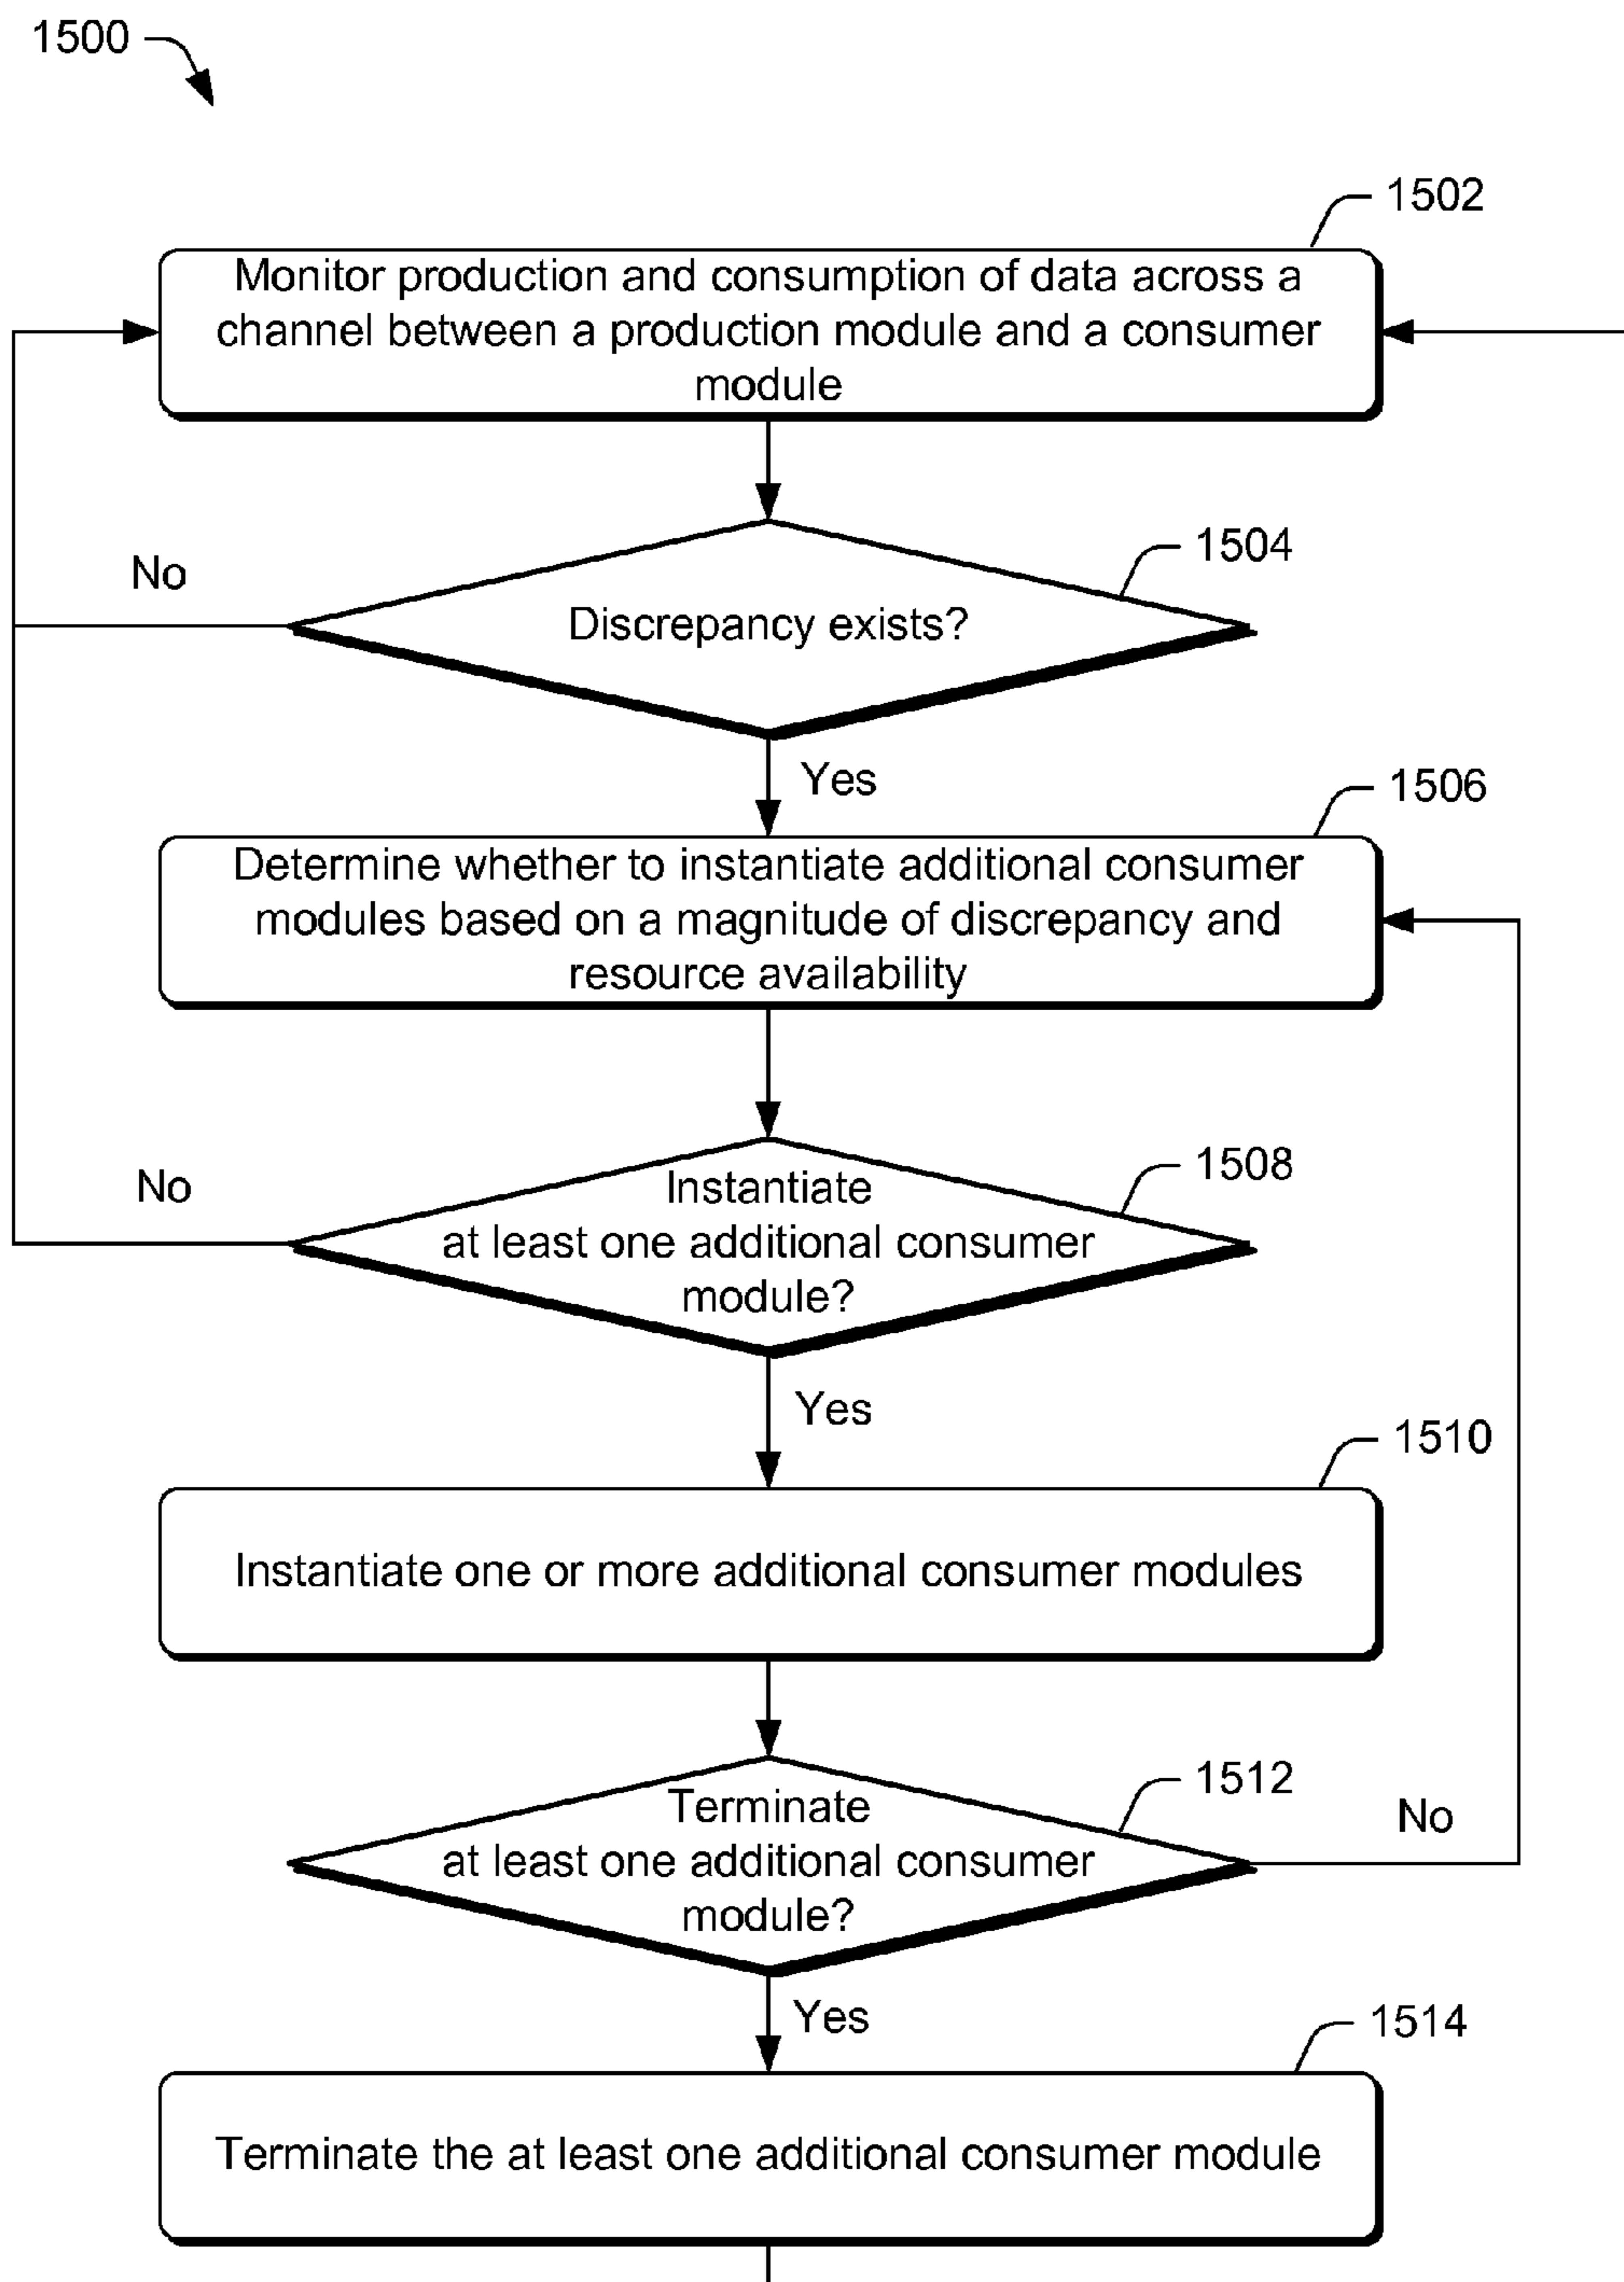 1500
1502
Monitor production and consumption of data across a
channel between a production module and a consumer
module
1504
No
Discrepancy exists?
Yes
1506
Determine whether to instantiate additional consumer
modules based on a magnitude of discrepancy and
resource availability
1508
No
Instantiate
at least one additional consumer
module?
Yes
1510
Instantiate one or more additional consumer modules
1512
Terminate
at least one additional consumer
module?
No
Yes
1514
Terminate the at least one additional consumer module